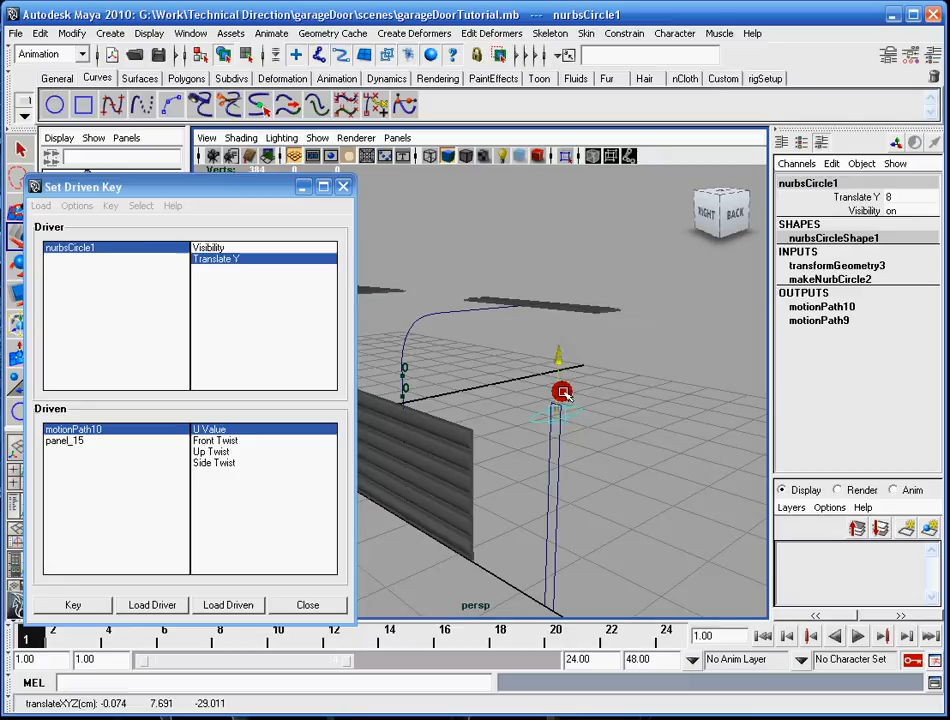 Autodesk Maya 2010: G:\Work\Technical Direction\garageDoor\scenes\garageDoorTutorial.mb --- nurbsCircle1
File Edit Modify Create Display Window Assets Animate Geometry Cache Create Deformers Edit Deformers Skeleton Skin Constrain Character Muscle Help
Animation
General Curves Surfaces Polygons Subdivs Deformation Animation Dynamics Rendering PaintEffects Toon Fluids Fur Hair nCloth Custom rigSetup
Display Show Panels
View Shading Lighting Show Renderer Panels
Channels Edit Object Show
Verts: 184
Set Driven Key
Load Options Key Select Help
Driver
nurbsCircle1
Visibility
Translate Y
Driven
motionPath10
panel_15
U Value
Front Twist
Up Twist
Side Twist
Key Load Driver Load Driven Close
RIGHT BACK
persp
nurbsCircle1
Translate Y 8
Visibility on
SHAPES
nurbsCircleShape1
INPUTS
transformGeometry3
makeNurbCircle2
OUTPUTS
motionPath10
motionPath9
Display Render Anim
Layers Options Help
<< >>
1 2 4 6 8 10 12 14 16 18 20 22 24
1.00
1.00 1.00 24.00 48.00 No Anim Layer No Character Set
MEL
translateXYZ(cm): -0.074 7.691 -29.011